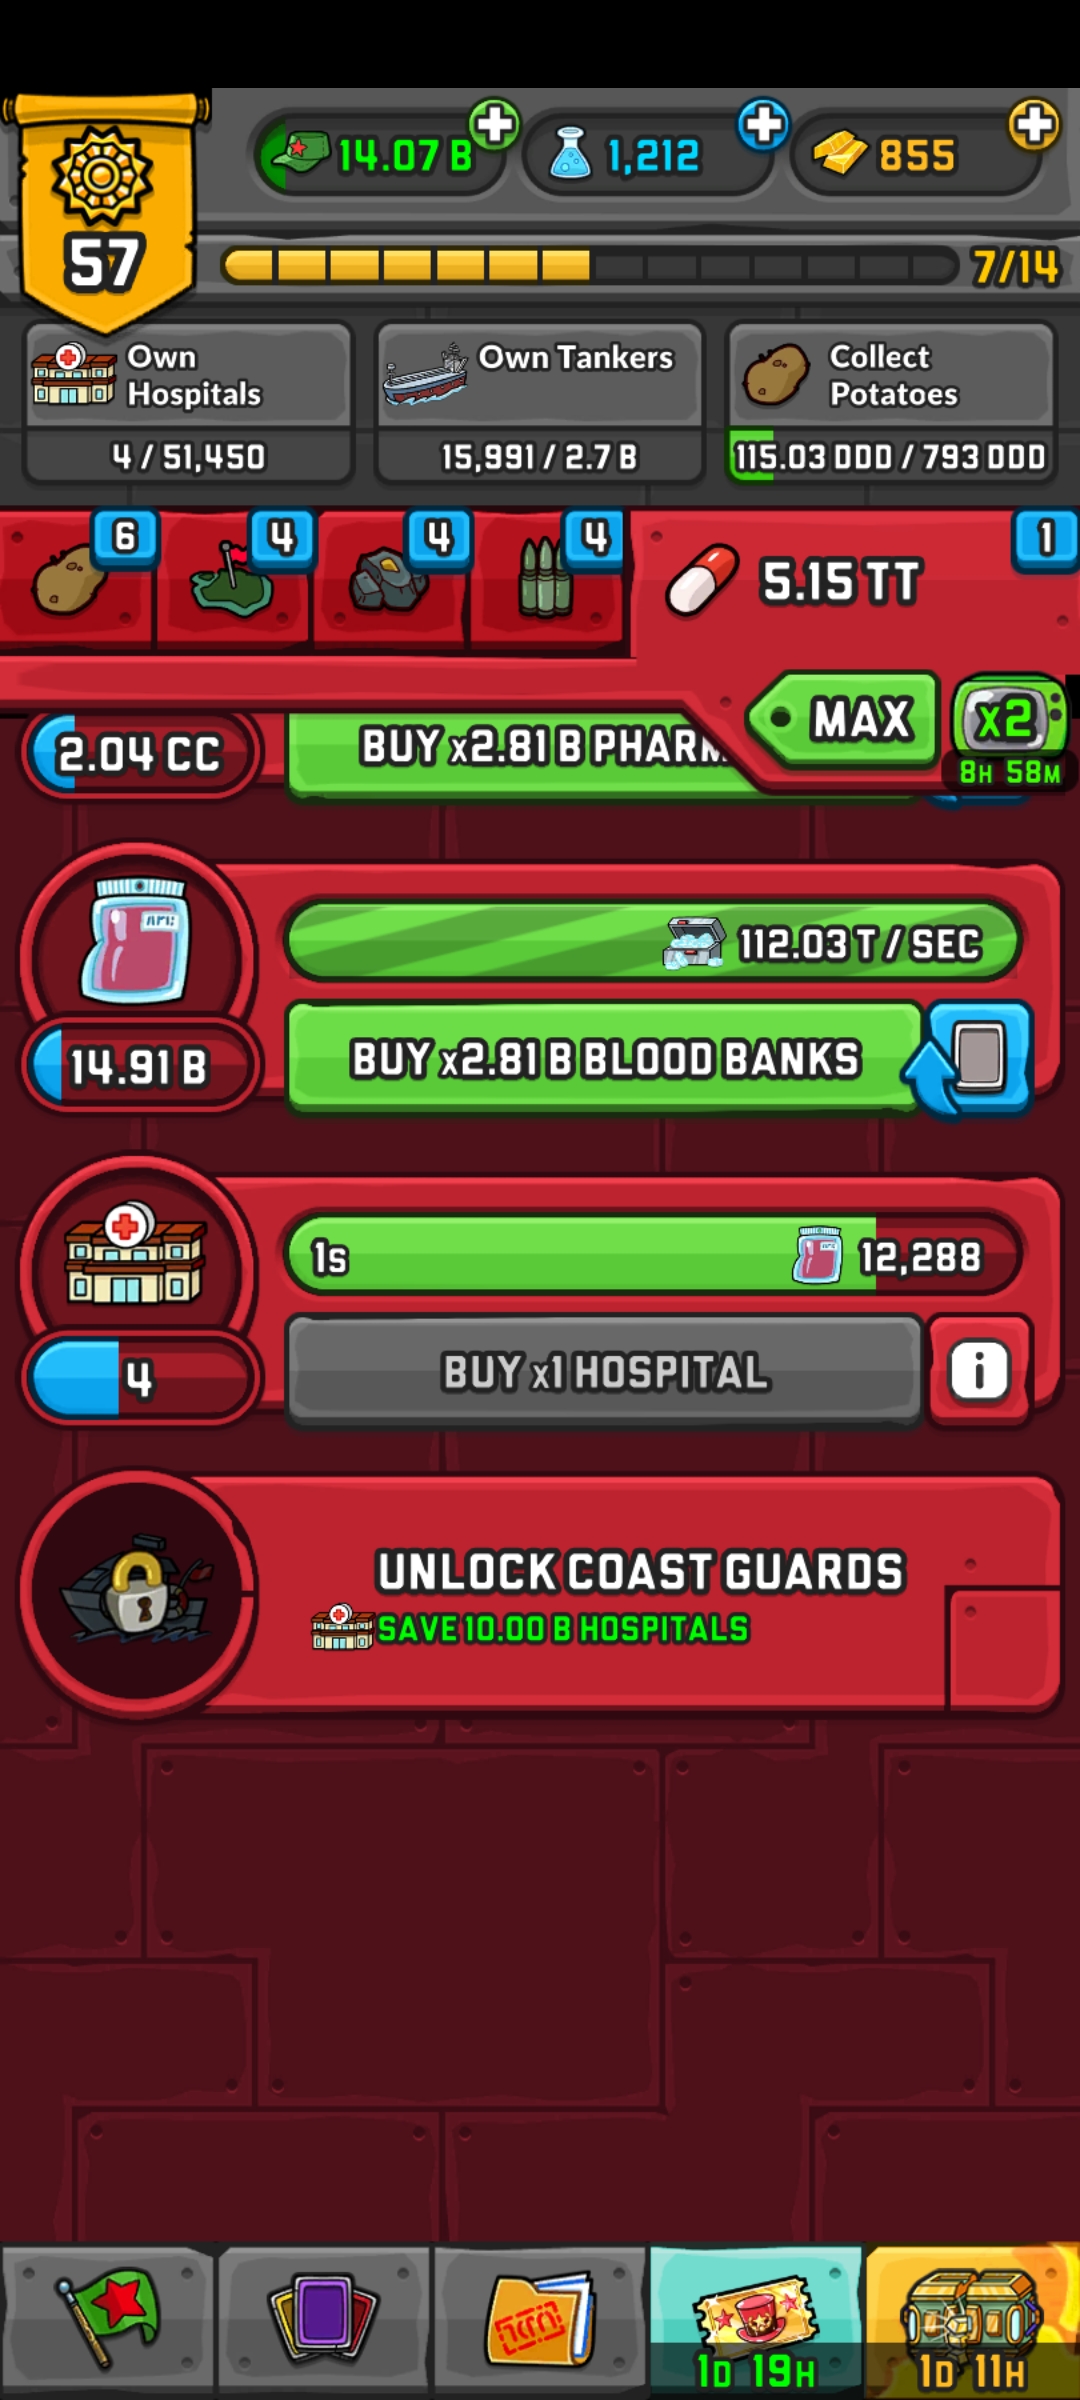 14.07 B
1,212
855
57
7/14
Own Hospitals
4 / 51,450
Own Tankers
15,991 / 2.7 B
Collect Potatoes
115.03 DDD / 793 DDD
6
4
4
4
5.15 TT
1
MAX
x2
8H 58M
2.04 CC
BUY x2.81 B PHARM
112.03 T / SEC
14.91 B
BUY x2.81 B BLOOD BANKS
1s
12,288
4
BUY x1 HOSPITAL
i
UNLOCK COAST GUARDS
SAVE 10.00 B HOSPITALS
1D 19H
1D 11H